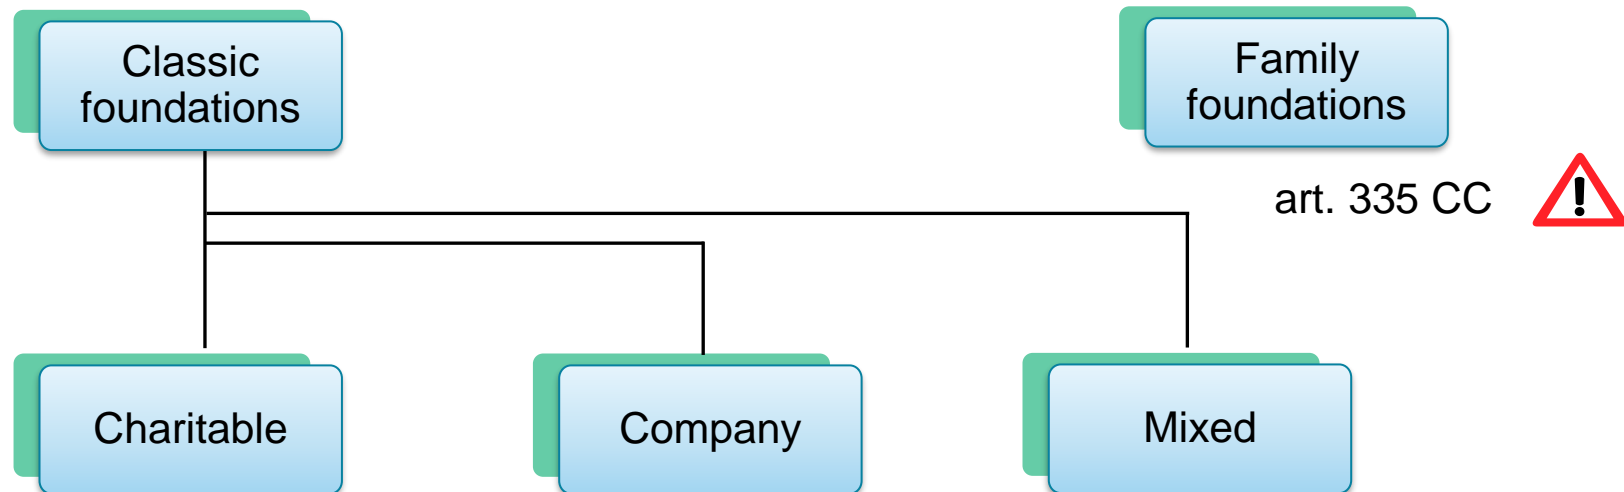 Classic
foundations
Family
foundations
art. 335 CC
Charitable
Company
Mixed